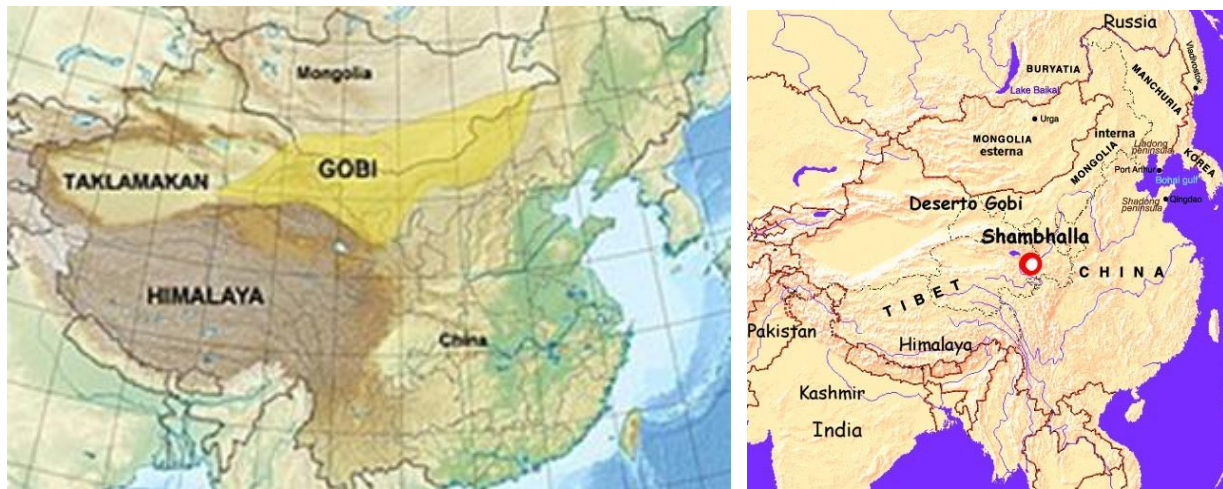 Mongolia
GOBI
TAKLAMAKAN
HIMALAYA
China
Russia
Vladivostok
BURYATIA
Lake Baikal
MANCHURIA
Urga
MONGOLIA
esterna
interna
MONGOLIA
Liadong
peninsula
KOREA
Port Arthur
Bohai gulf
Deserto Gobi
Shadong
peninsula
Qingdao
Shambhalla
CHINA
TIBET
Pakistan
Himalaya
Kashmir
India